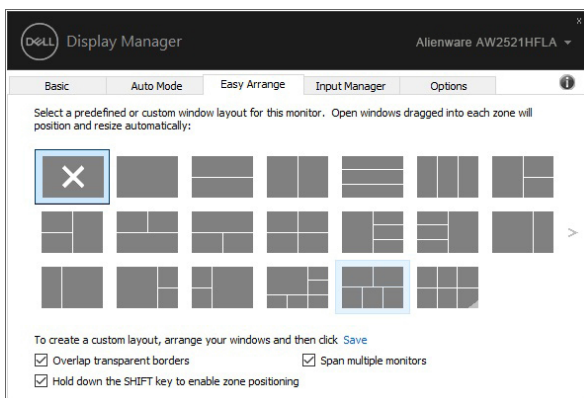 DELL Display Manager
Alienware AW2521HFLA
Basic Auto Mode Easy Arrange Input Manager Options
Select a predefined or custom window layout for this monitor. Open windows dragged into each zone will
position and resize automatically:
To create a custom layout, arrange your windows and then click Save
Overlap transparent borders Span multiple monitors
Hold down the SHIFT key to enable zone positioning